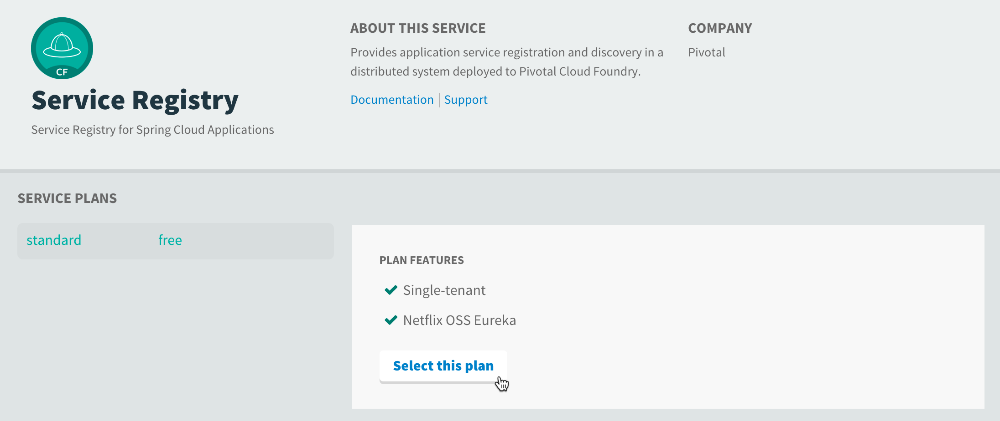 CF
Service Registry
Service Registry for Spring Cloud Applications
ABOUT THIS SERVICE
Provides application service registration and discovery in a
distributed system deployed to Pivotal Cloud Foundry.
Documentation | Support
COMPANY
Pivotal
SERVICE PLANS
standard free
PLAN FEATURES
Single-tenant
Netflix OSS Eureka
Select this plan